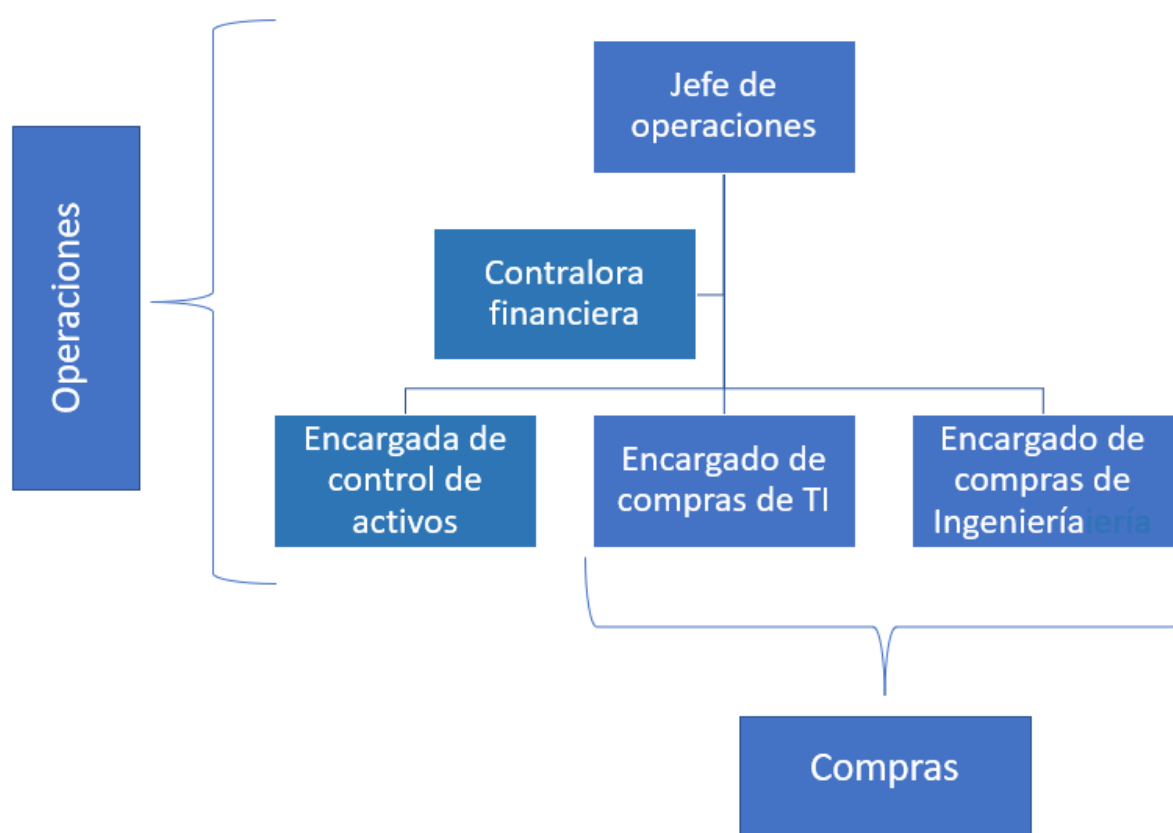 Operaciones
Jefe de
operaciones
Contralora
financiera
Encargada de
control de
activos
Encargado de
compras de TI
Encargado de
compras de
Ingeniería
Compras